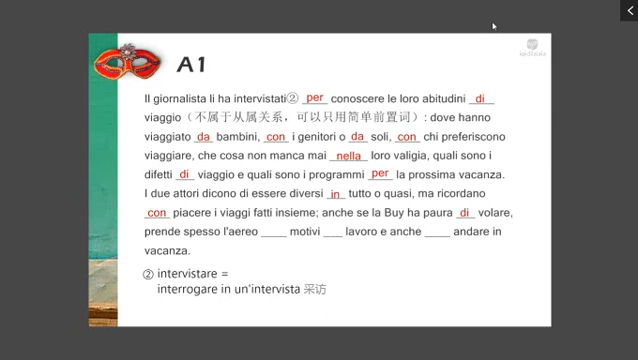 A1
Il giornalista li ha intervistati② per conoscere le loro abitudini di
viaggio（不属于从属关系，可以只用简单前置词）: dove hanno
viaggiato da bambini, con i genitori o da soli, con chi preferiscono
viaggiare, che cosa non manca mai nella loro valigia, quali sono i
difetti di viaggio e quali sono i programmi per la prossima vacanza.
I due attori dicono di essere diversi in tutto o quasi, ma ricordano
con piacere i viaggi fatti insieme; anche se la Buy ha paura di volare,
prende spesso l'aereo ____ motivi ___ lavoro e anche ____ andare in
vacanza.
② intervistare =
interrogare in un'intervista 采访